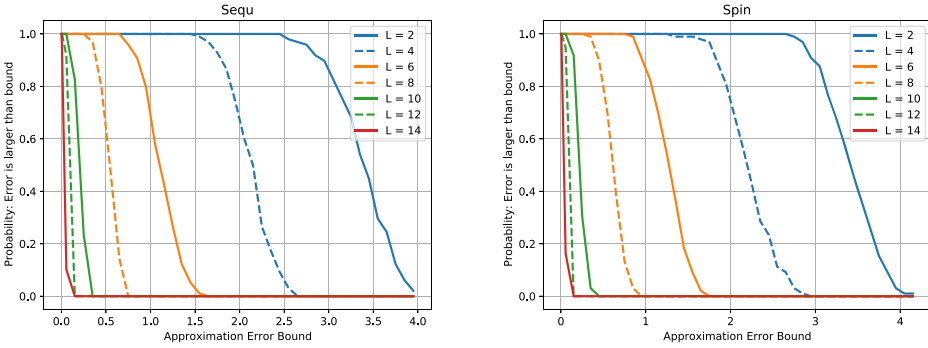 Sequ
Probability: Error is larger than bound
1.0
0.8
0.6
0.4
0.2
0.0
0.0 0.5 1.0 1.5 2.0 2.5 3.0 3.5 4.0
Approximation Error Bound
L = 2
L = 4
L = 6
L = 8
L = 10
L = 12
L = 14
Spin
Probability: Error is larger than bound
1.0
0.8
0.6
0.4
0.2
0.0
0 1 2 3 4
Approximation Error Bound
L = 2
L = 4
L = 6
L = 8
L = 10
L = 12
L = 14